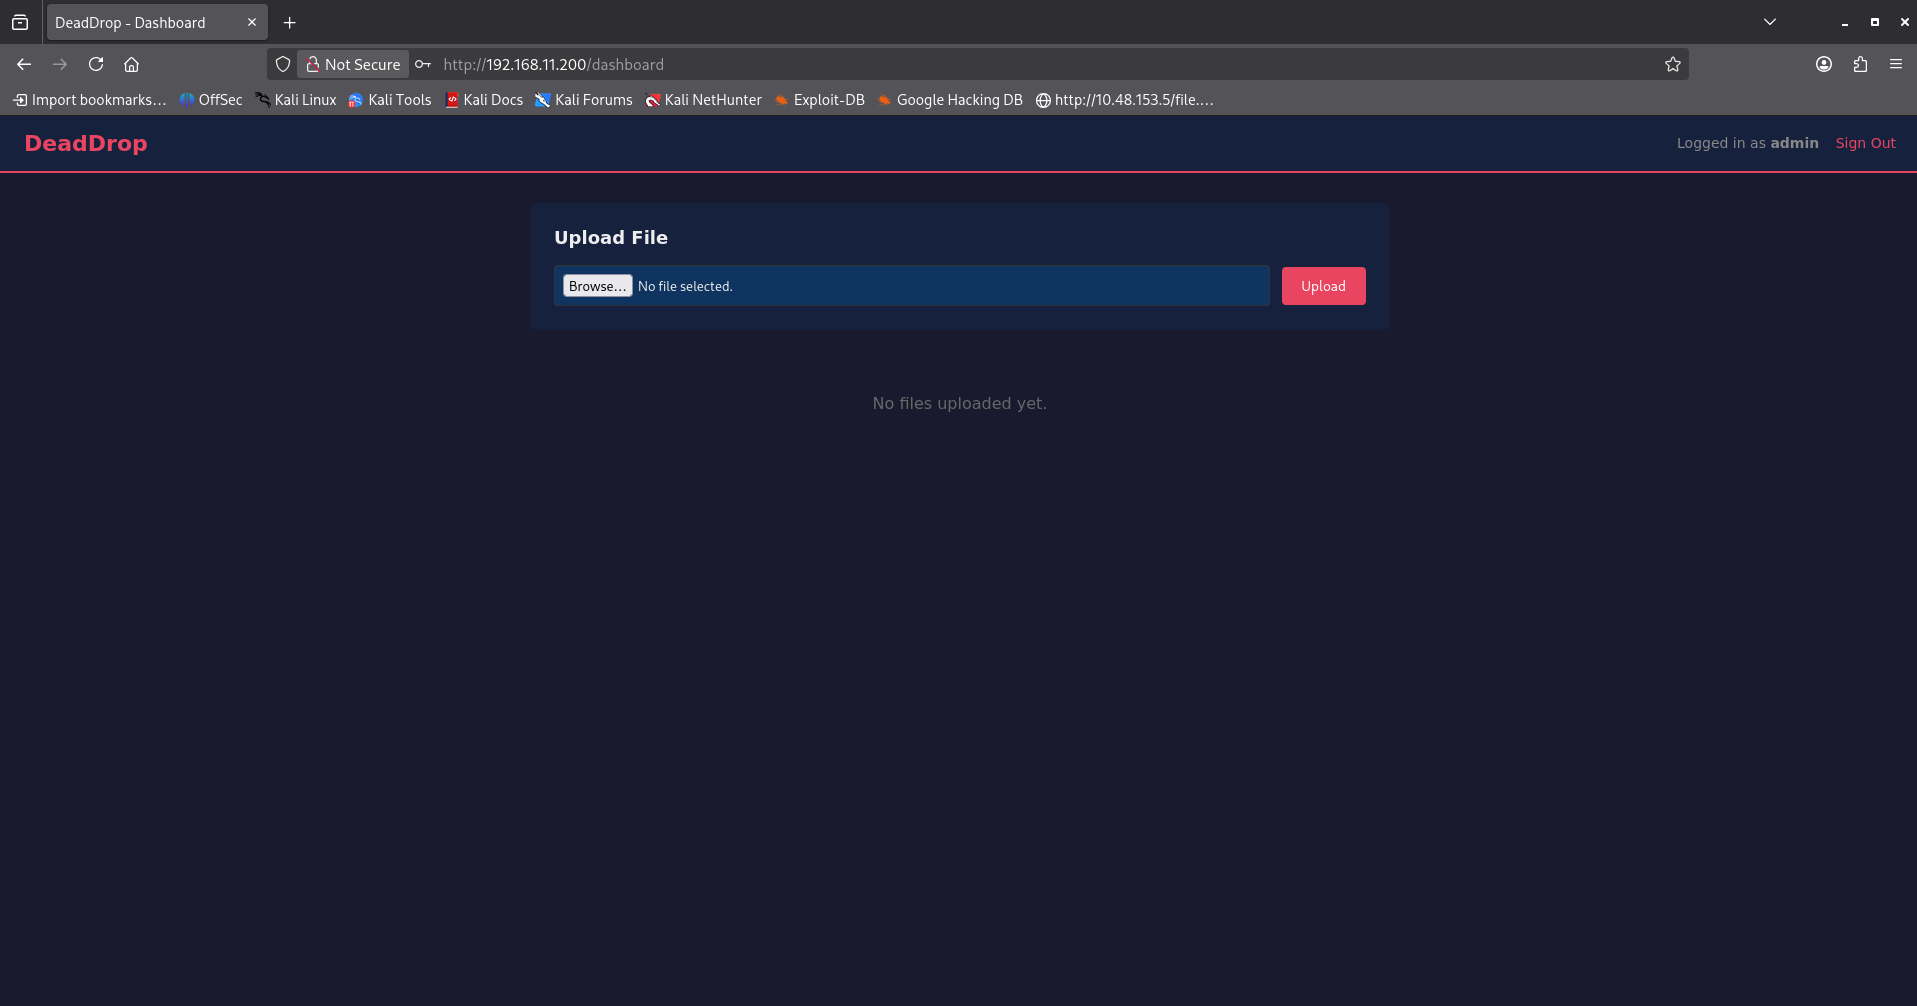 DeadDrop - Dashboard
Not Secure http://192.168.11.200/dashboard
Import bookmarks… OffSec Kali Linux Kali Tools Kali Docs Kali Forums Kali NetHunter Exploit-DB Google Hacking DB http://10.48.153.5/file.…
DeadDrop Logged in as admin Sign Out
Upload File
Browse… No file selected. Upload
No files uploaded yet.